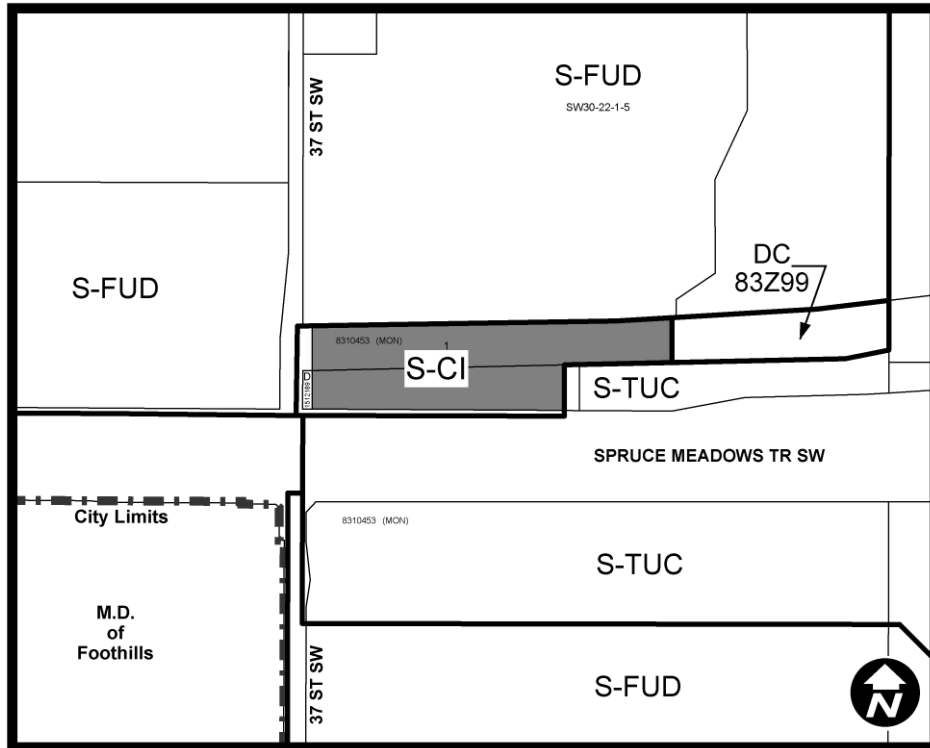 S-FUD
SW30-22-1-5
37 ST SW
S-FUD
DC
83Z99
8310453 (MON)
1
S-CI
1512189
D
S-TUC
SPRUCE MEADOWS TR SW
City Limits
8310453 (MON)
S-TUC
M.D.
of
Foothills
37 ST SW
S-FUD
N